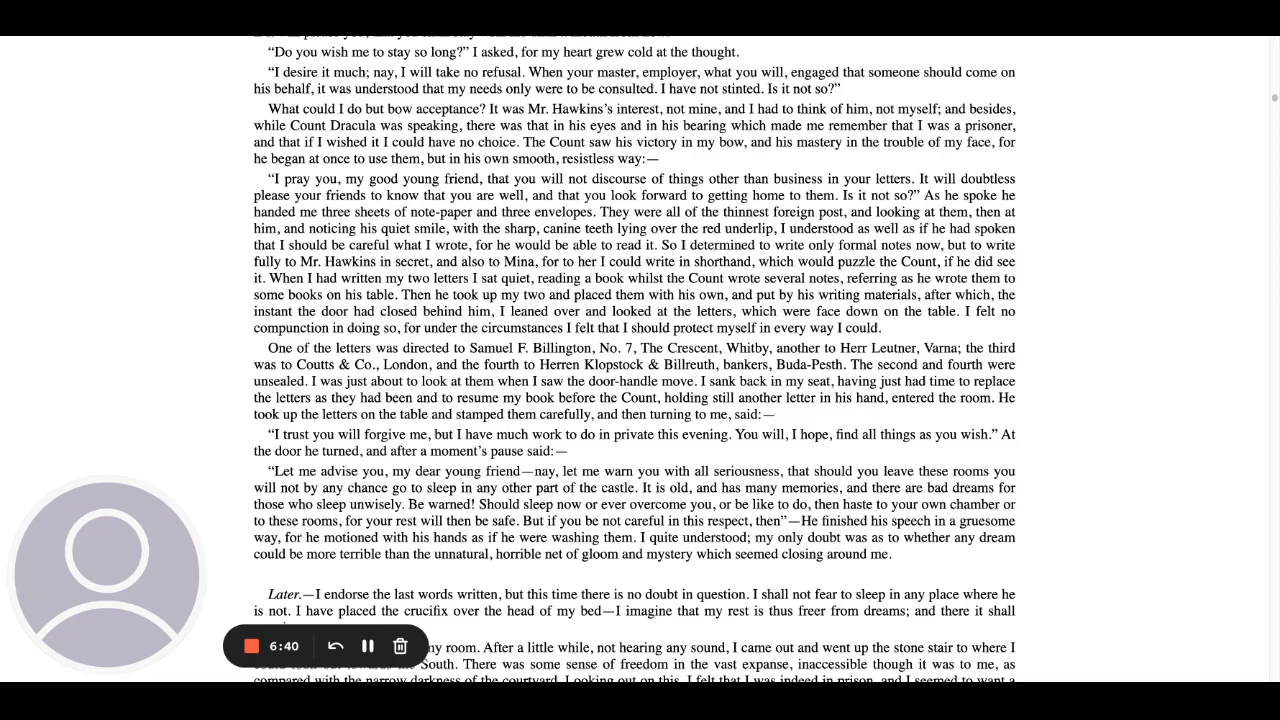 “Do you wish me to stay so long?” I asked, for my heart grew cold at the thought.
“I desire it much; nay, I will take no refusal. When your master, employer, what you will, engaged that someone should come on
his behalf, it was understood that my needs only were to be consulted. I have not stinted. Is it not so?”
What could I do but bow acceptance? It was Mr. Hawkins’s interest, not mine, and I had to think of him, not myself; and besides,
while Count Dracula was speaking, there was that in his eyes and in his bearing which made me remember that I was a prisoner,
and that if I wished it I could have no choice. The Count saw his victory in my bow, and his mastery in the trouble of my face, for
he began at once to use them, but in his own smooth, resistless way:—
“I pray you, my good young friend, that you will not discourse of things other than business in your letters. It will doubtless
please your friends to know that you are well, and that you look forward to getting home to them. Is it not so?” As he spoke he
handed me three sheets of note-paper and three envelopes. They were all of the thinnest foreign post, and looking at them, then at
him, and noticing his quiet smile, with the sharp, canine teeth lying over the red underlip, I understood as well as if he had spoken
that I should be careful what I wrote, for he would be able to read it. So I determined to write only formal notes now, but to write
fully to Mr. Hawkins in secret, and also to Mina, for to her I could write in shorthand, which would puzzle the Count, if he did see
it. When I had written my two letters I sat quiet, reading a book whilst the Count wrote several notes, referring as he wrote them to
some books on his table. Then he took up my two and placed them with his own, and put by his writing materials, after which, the
instant the door had closed behind him, I leaned over and looked at the letters, which were face down on the table. I felt no
compunction in doing so, for under the circumstances I felt that I should protect myself in every way I could.
One of the letters was directed to Samuel F. Billington, No. 7, The Crescent, Whitby, another to Herr Leutner, Varna; the third
was to Coutts & Co., London, and the fourth to Herren Klopstock & Billreuth, bankers, Buda-Pesth. The second and fourth were
unsealed. I was just about to look at them when I saw the door-handle move. I sank back in my seat, having just had time to replace
the letters as they had been and to resume my book before the Count, holding still another letter in his hand, entered the room. He
took up the letters on the table and stamped them carefully, and then turning to me, said:—
“I trust you will forgive me, but I have much work to do in private this evening. You will, I hope, find all things as you wish.” At
the door he turned, and after a moment’s pause said:—
“Let me advise you, my dear young friend—nay, let me warn you with all seriousness, that should you leave these rooms you
will not by any chance go to sleep in any other part of the castle. It is old, and has many memories, and there are bad dreams for
those who sleep unwisely. Be warned! Should sleep now or ever overcome you, or be like to do, then haste to your own chamber or
to these rooms, for your rest will then be safe. But if you be not careful in this respect, then”—He finished his speech in a gruesome
way, for he motioned with his hands as if he were washing them. I quite understood; my only doubt was as to whether any dream
could be more terrible than the unnatural, horrible net of gloom and mystery which seemed closing around me.
Later.—I endorse the last words written, but this time there is no doubt in question. I shall not fear to sleep in any place where he
is not. I have placed the crucifix over the head of my bed—I imagine that my rest is thus freer from dreams; and there it shall
6:40
my room. After a little while, not hearing any sound, I came out and went up the stone stair to where I
South. There was some sense of freedom in the vast expanse, inaccessible though it was to me, as
compared with the narrow darkness of the courtyard. Looking out on this, I felt that I was indeed in prison, and I seemed to want a